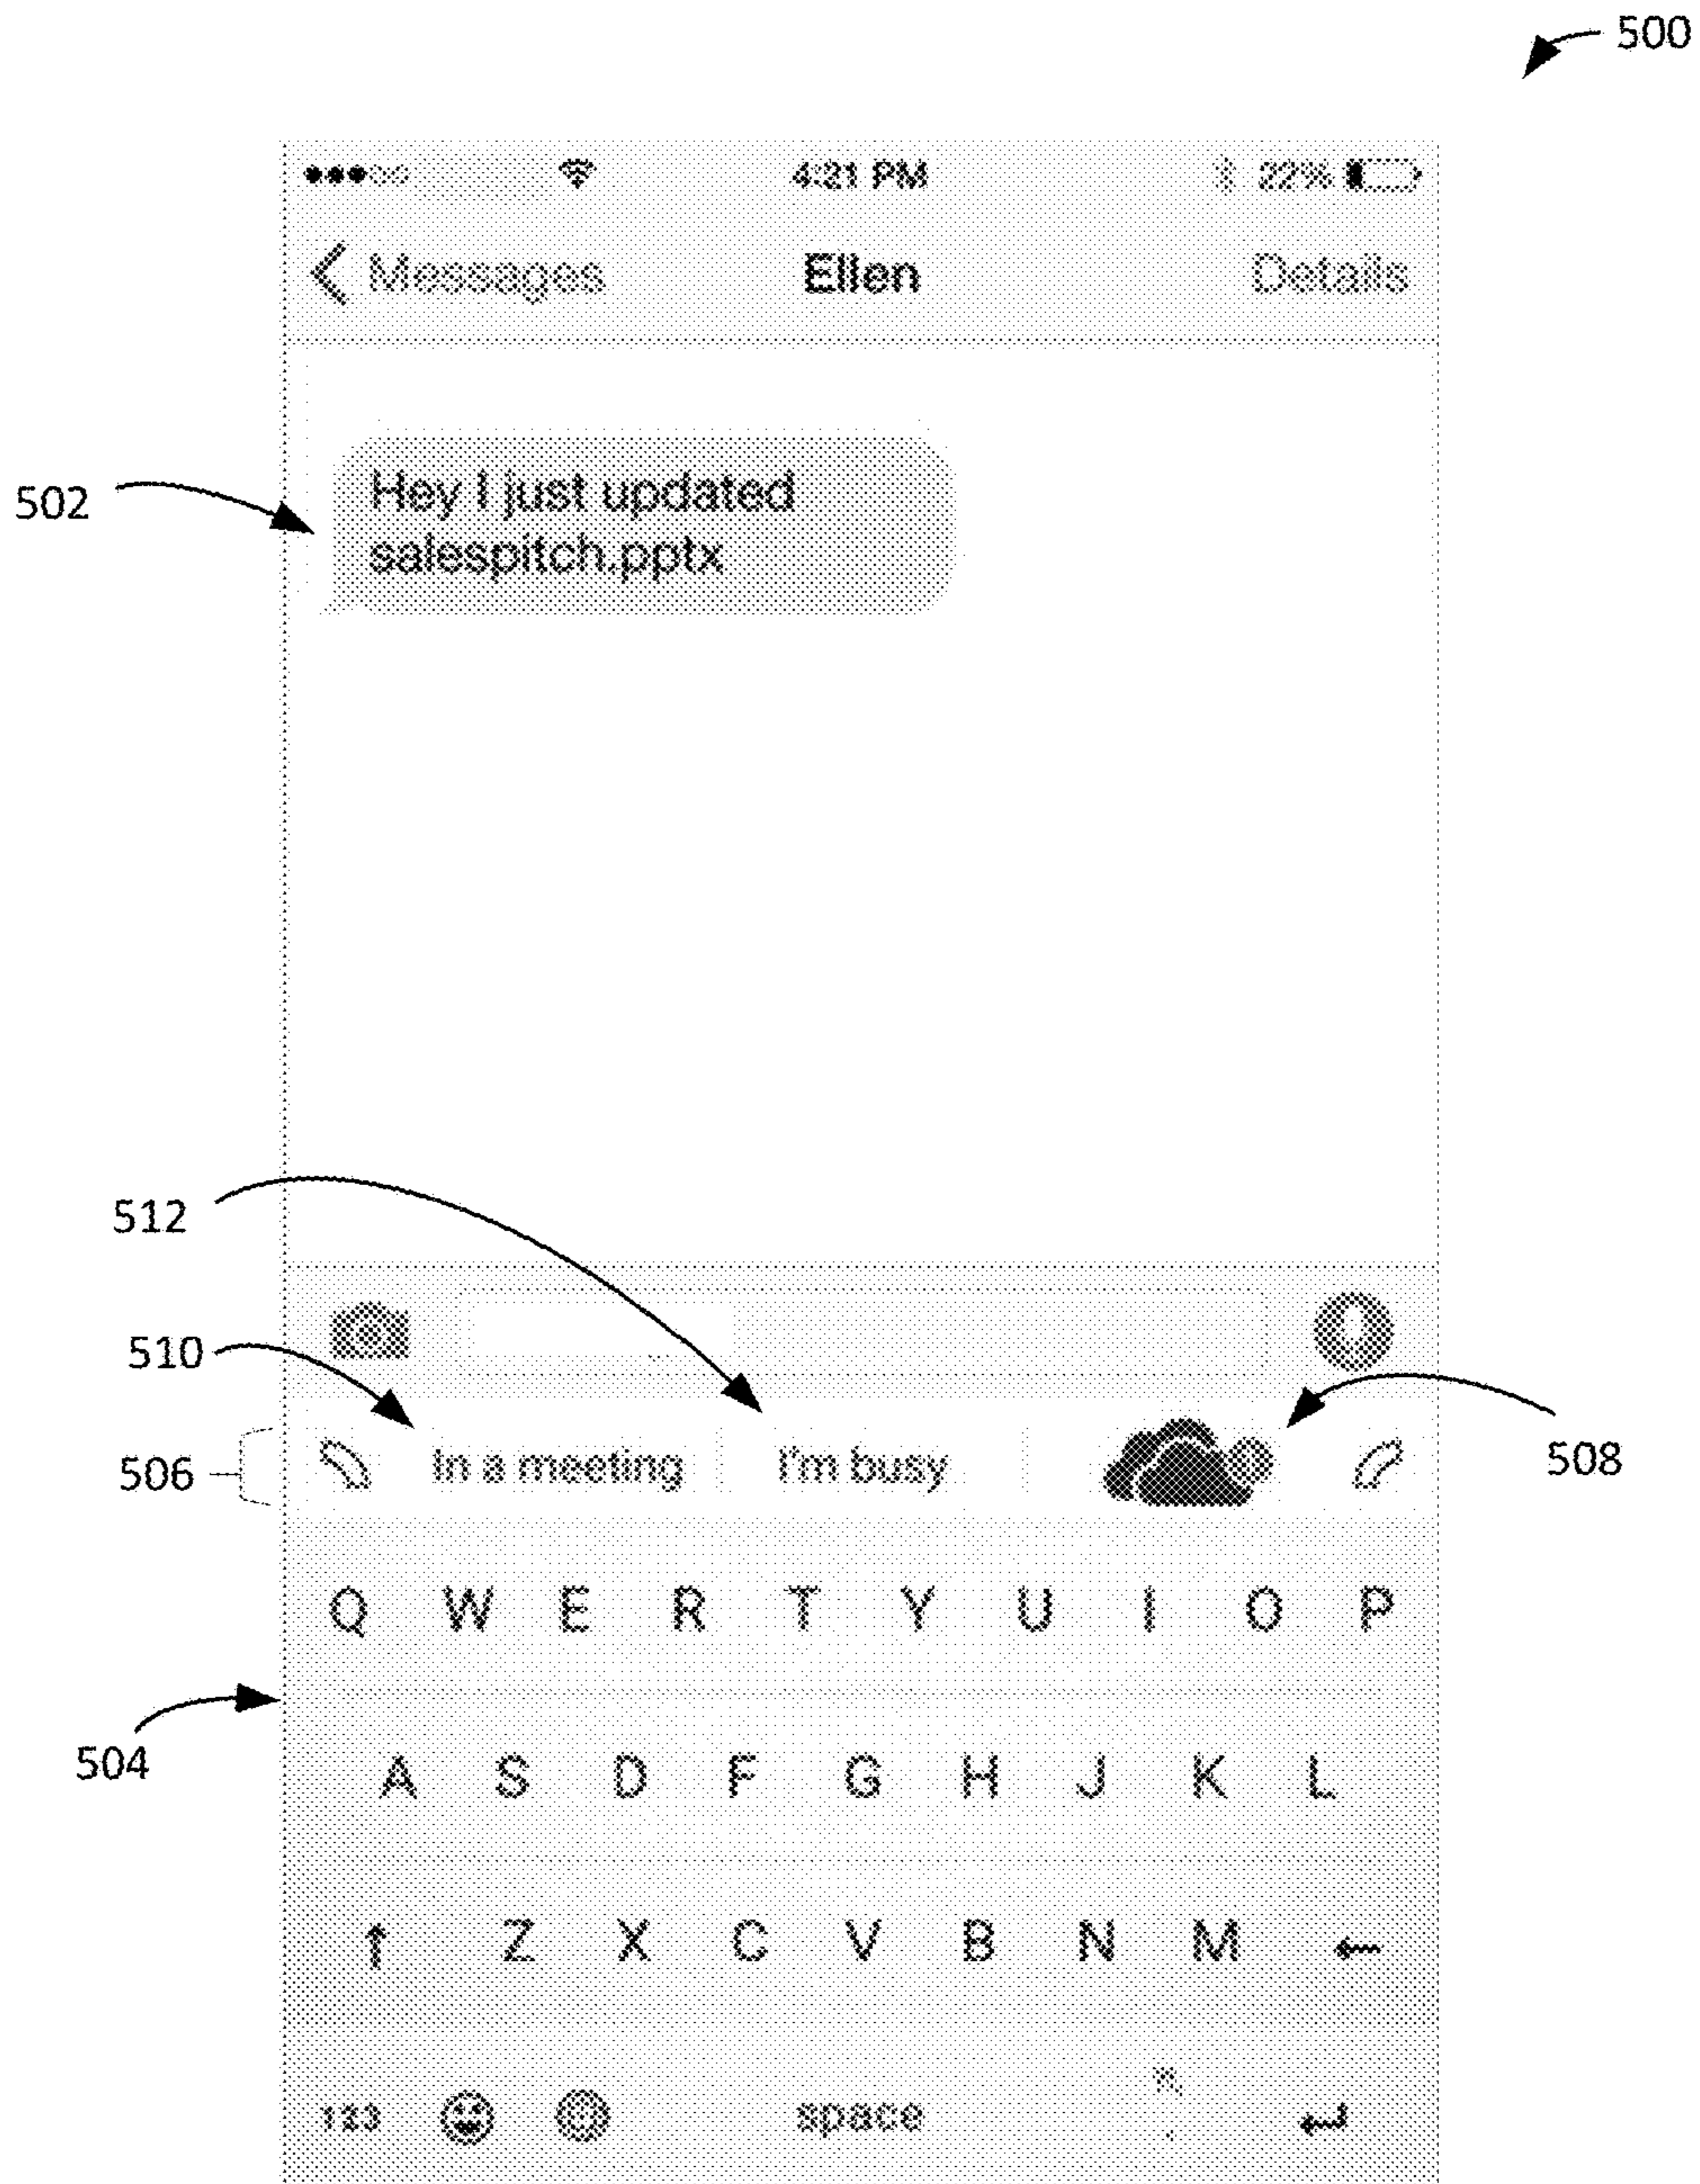 500
4:21 PM 22%
Messages Ellen Details
502
Hey I just updated
salespitch.pptx
512
510
506 In a meeting I'm busy 508
Q W E R T Y U I O P
504
A S D F G H J K L
↑ Z X C V B N M ←
123 space